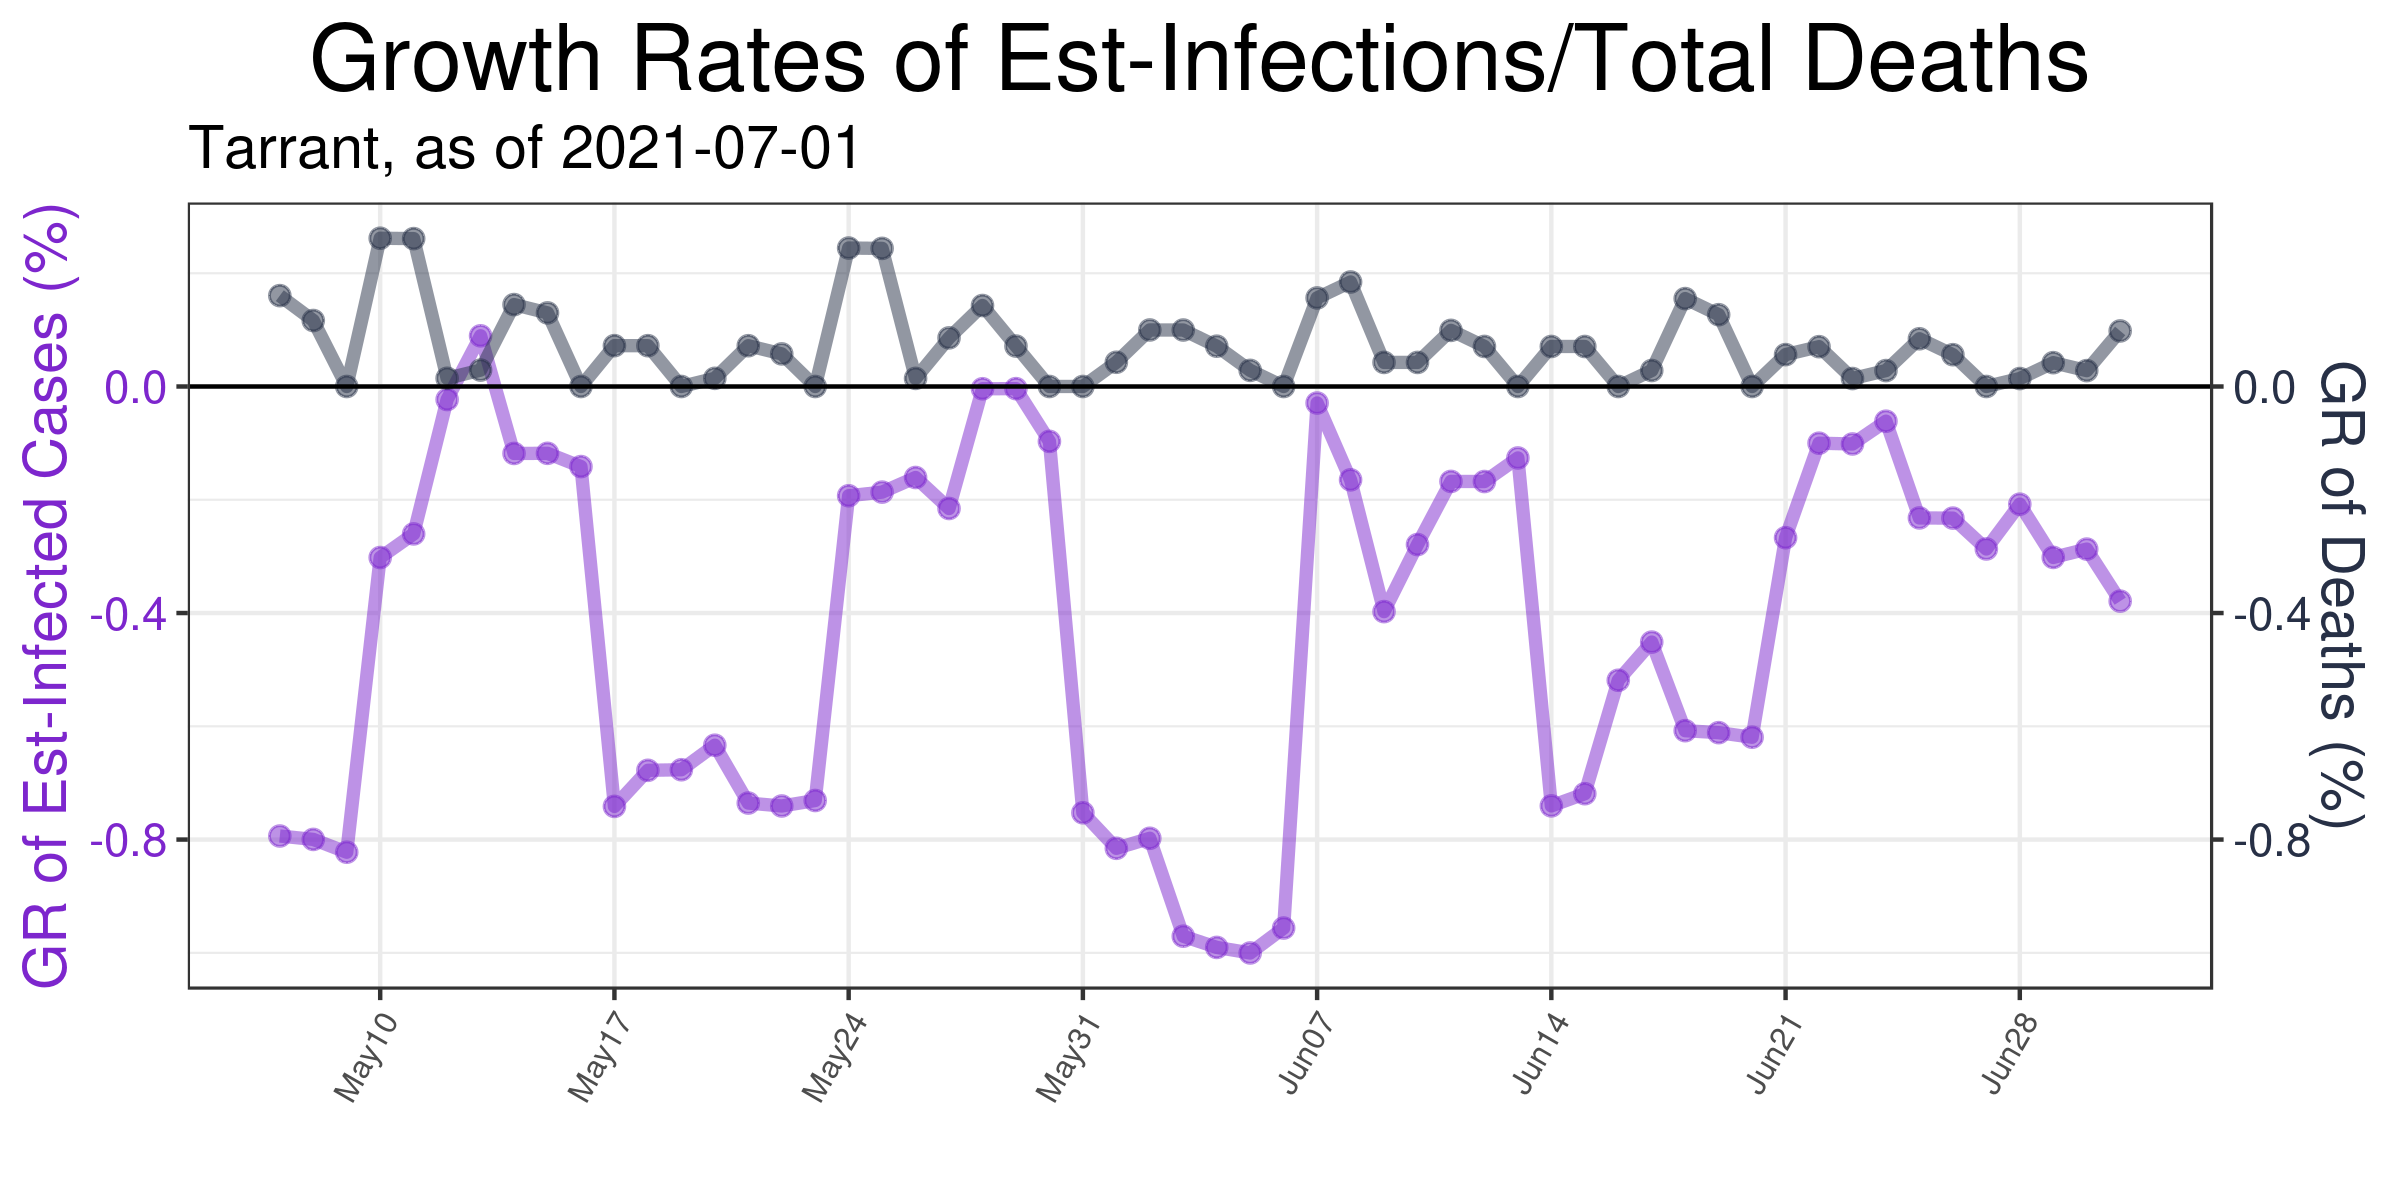 Growth Rates of Est-Infections/Total Deaths
Tarrant, as of 2021-07-01
GR of Est-Infected Cases (%)
0.0
-0.4
-0.8
0.0
-0.4
-0.8
GR of Deaths (%)
May10
May17
May24
May31
Jun07
Jun14
Jun21
Jun28